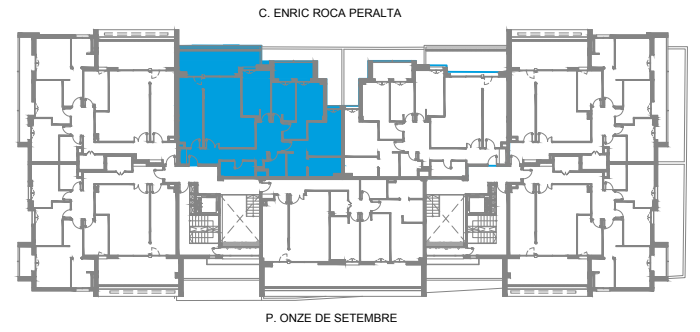 C. ENRIC ROCA PERALTA
P. ONZE DE SETEMBRE